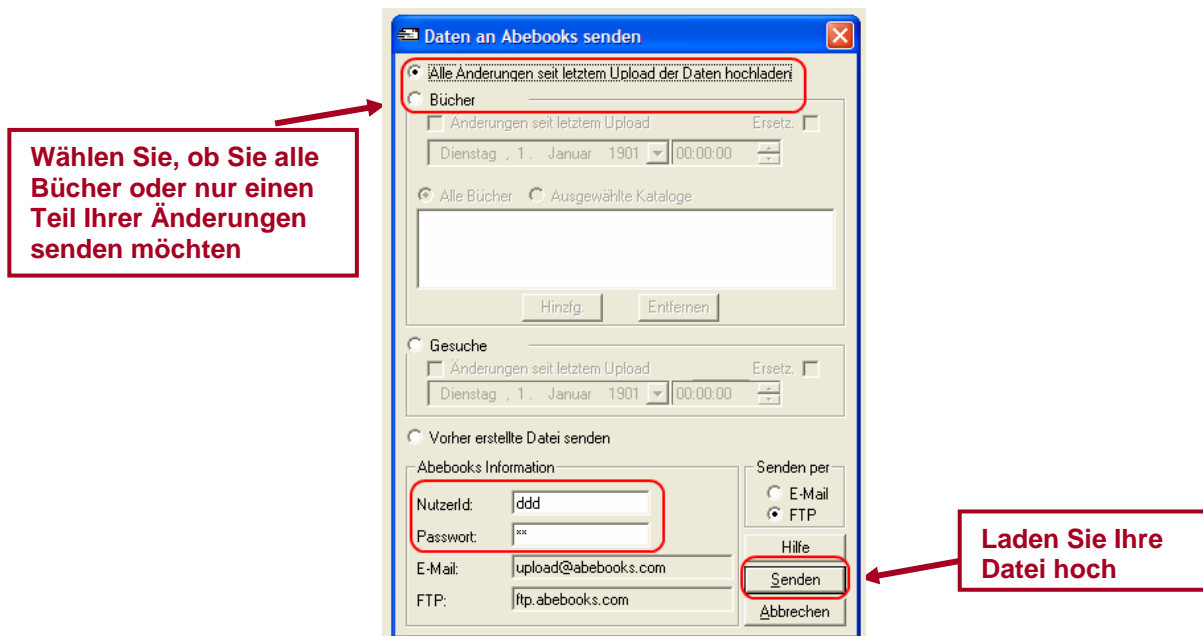 Daten an Abebooks senden
Alle Änderungen seit letztem Upload der Daten hochladen
Bücher
Änderungen seit letztem Upload Ersetz.
Dienstag , 1 . Januar 1901 00:00:00
Wählen Sie, ob Sie alle
Bücher oder nur einen
Teil Ihrer Änderungen
senden möchten
Alle Bücher Ausgewählte Kataloge
Hinzfg. Entfernen
Gesuche
Änderungen seit letztem Upload Ersetz.
Dienstag , 1 . Januar 1901 00:00:00
Vorher erstellte Datei senden
Abebooks Information
NutzerId: ddd
Passwort: **
E-Mail: upload@abebooks.com
FTP: ftp.abebooks.com
Senden per
E-Mail
FTP
Hilfe
Senden
Abbrechen
Laden Sie Ihre
Datei hoch